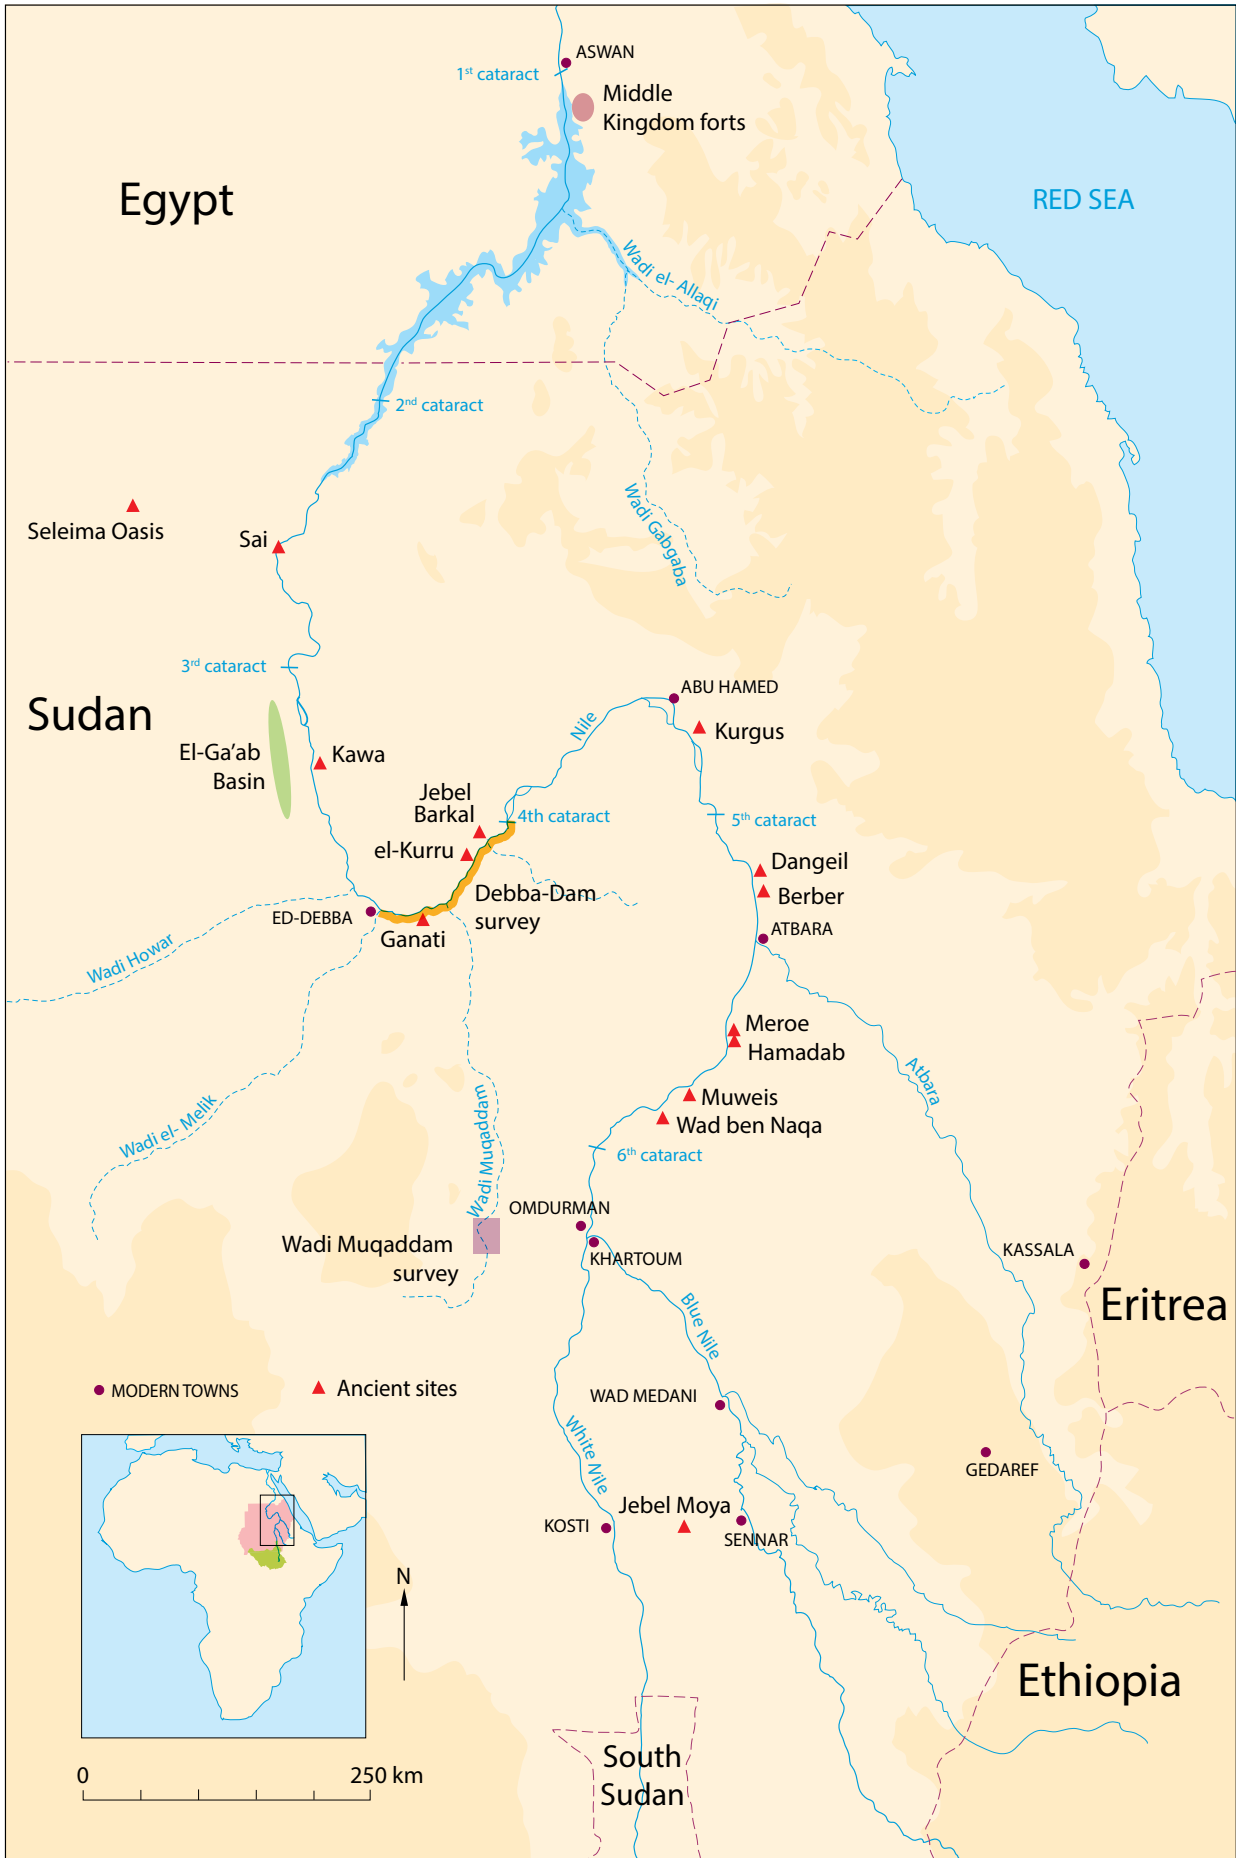 ASWAN
1st cataract
Middle
Kingdom forts
Egypt
RED SEA
Wadi el- Allaqi
2nd cataract
Wadi Gabgaba
Seleima Oasis
Sai
3rd cataract
Sudan
ABU HAMED
Nile
Kurgus
El-Ga'ab
Basin
Kawa
Jebel
Barkal
4th cataract
5th cataract
el-Kurru
Dangeil
Debba-Dam
survey
Berber
ED-DEBBA
Ganati
ATBARA
Wadi Howar
Meroe
Hamadab
Atbara
Muweis
Wad ben Naqa
Wadi el- Melik
Wadi Muqaddam
6th cataract
OMDURMAN
Wadi Muqaddam
survey
KHARTOUM
KASSALA
Eritrea
Blue Nile
MODERN TOWNS
Ancient sites
WAD MEDANI
White Nile
GEDAREF
Jebel Moya
KOSTI
SENNAR
N
Ethiopia
South
Sudan
0
250 km